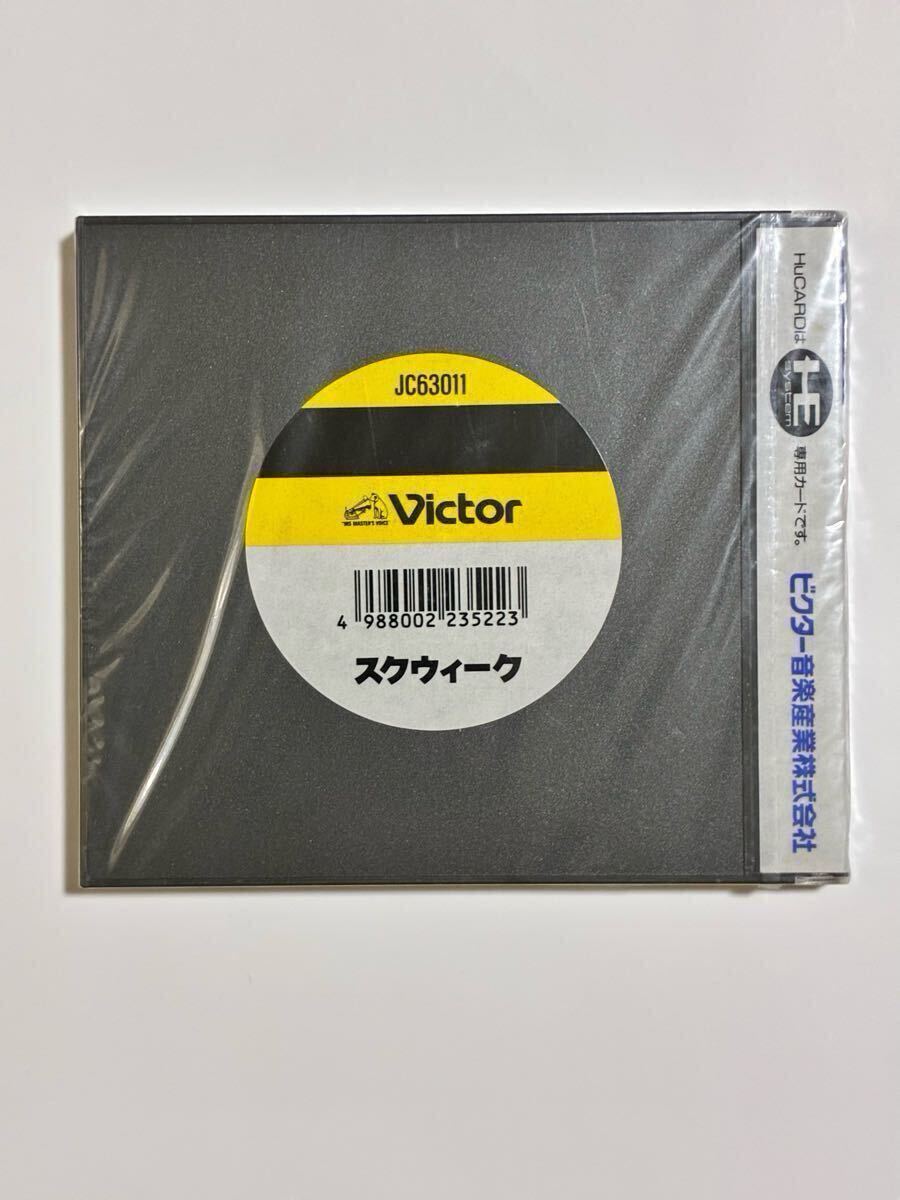 JC63011
"HIS MASTER'S VOICE"
Victor
4 988002 235223
スクウィーク
HuCARDは HE system 専用カードです。
ビクター音楽産業株式会社